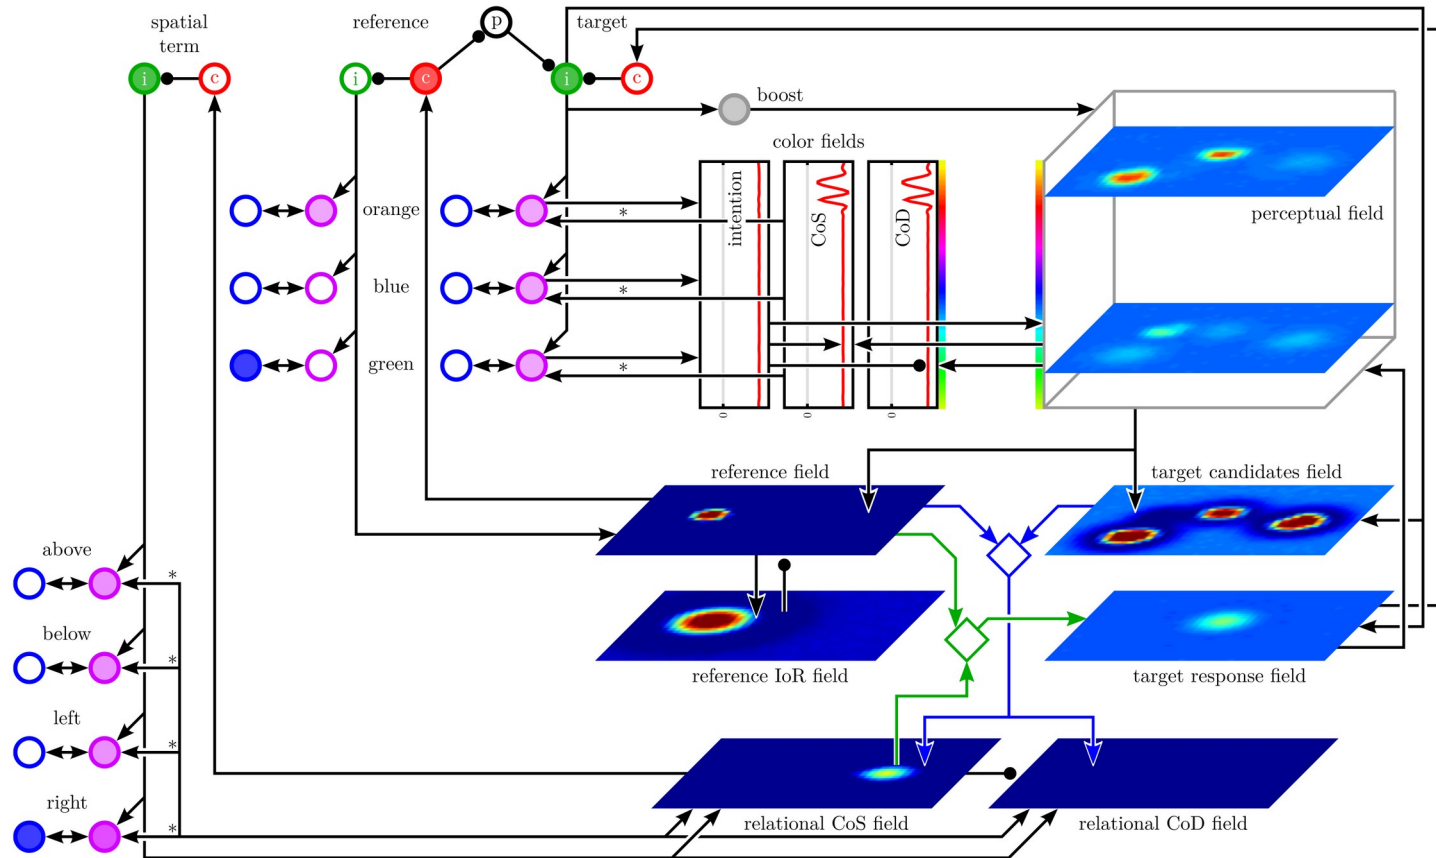 spatial
term
reference
p
target
i
c
i
c
i
c
boost
color fields
intention
CoS
CoD
0
0
0
perceptual field
orange
*
blue
*
green
*
reference field
target candidates field
above
*
below
*
reference IoR field
target response field
left
*
right
*
relational CoS field
relational CoD field